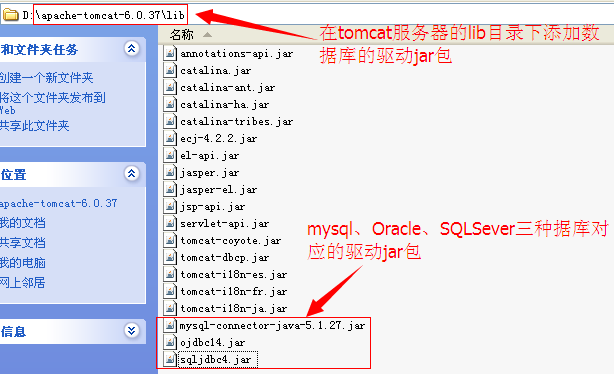 D:\apache-tomcat-6.0.37\lib
在tomcat服务器的lib目录下添加
数据库的驱动jar包
和文件夹任务
创建一个新文件夹
将这个文件夹发布到
Web
共享此文件夹
位置
apache-tomcat-6.0.37
我的文档
共享文档
我的电脑
网上邻居
信息
名称
annotations-api.jar
catalina.jar
catalina-ant.jar
catalina-ha.jar
catalina-tribes.jar
ecj-4.2.2.jar
el-api.jar
jasper.jar
jasper-el.jar
jsp-api.jar
servlet-api.jar
tomcat-coyote.jar
tomcat-dbcp.jar
tomcat-i18n-es.jar
tomcat-i18n-fr.jar
tomcat-i18n-ja.jar
mysql-connector-java-5.1.27.jar
ojdbc14.jar
sqljdbc4.jar
mysql、Oracle、SQLSever三种据库对
应的驱动jar包